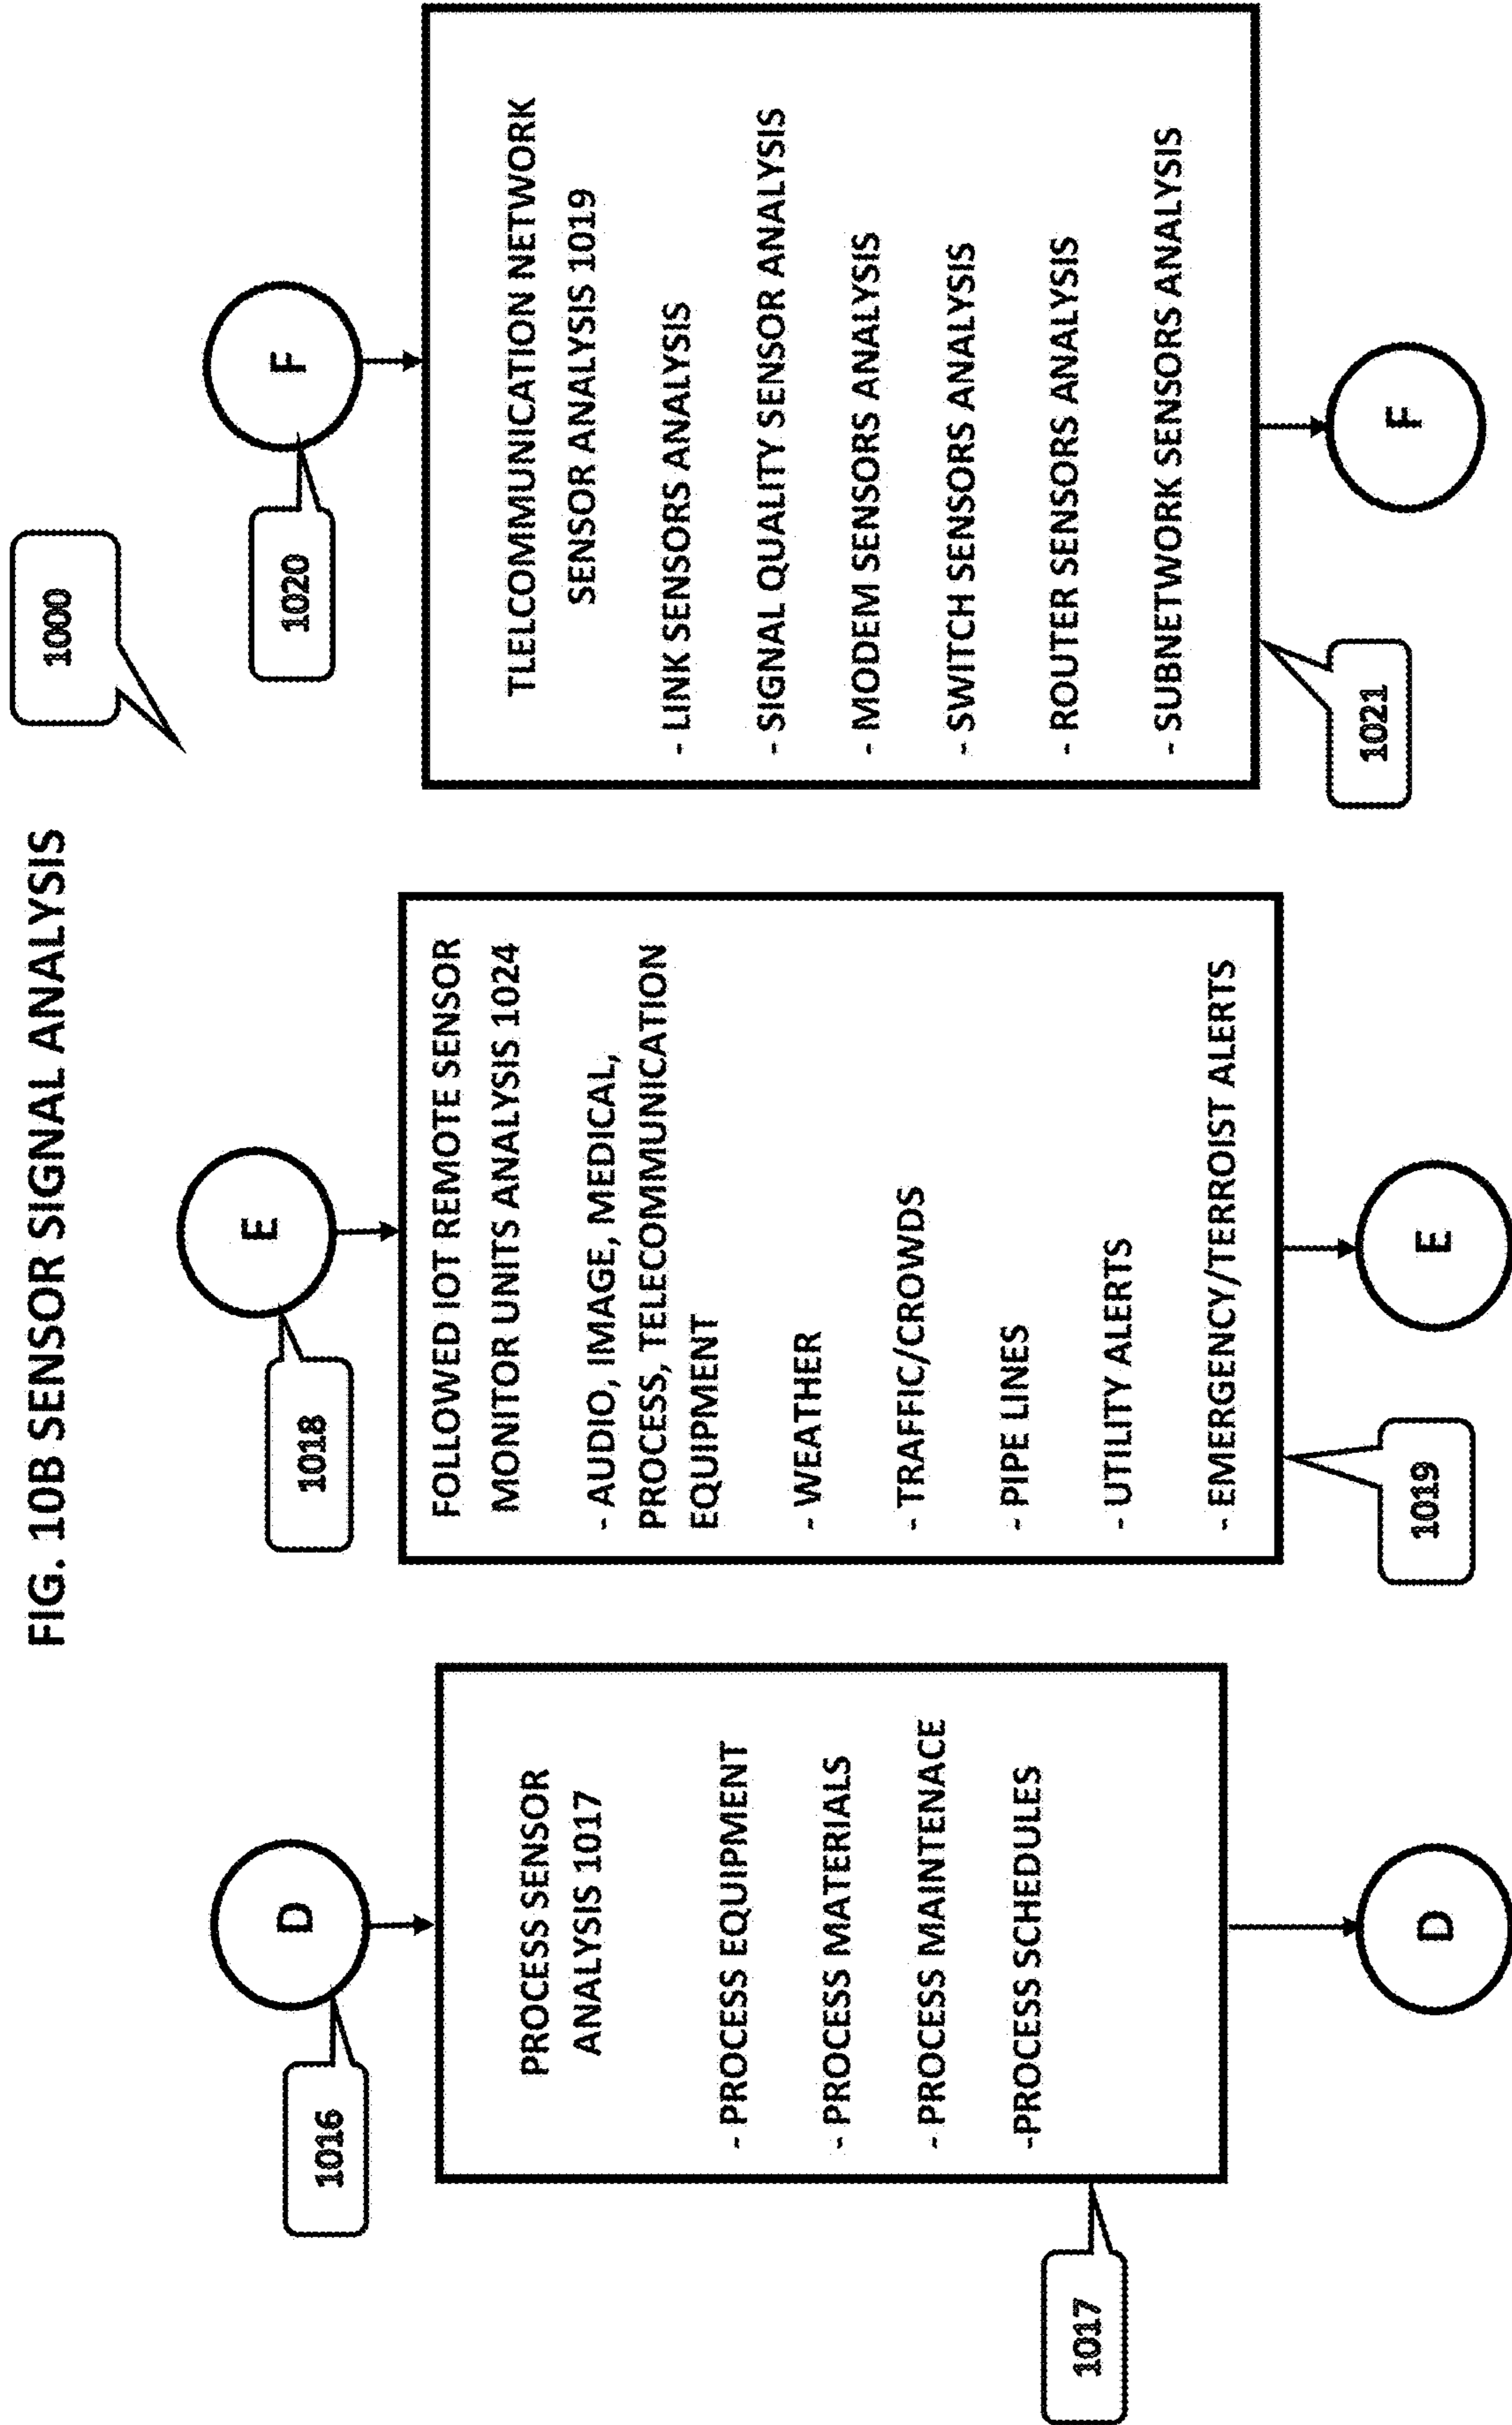 FIG. 10B SENSOR SIGNAL ANALYSIS
1000
D
1016
PROCESS SENSOR
ANALYSIS 1017
- PROCESS EQUIPMENT
- PROCESS MATERIALS
- PROCESS MAINTENACE
-PROCESS SCHEDULES
1017
D
E
1018
FOLLOWED IOT REMOTE SENSOR
MONITOR UNITS ANALYSIS 1024
- AUDIO, IMAGE, MEDICAL,
PROCESS, TELECOMMUNICATION
EQUIPMENT
- WEATHER
- TRAFFIC/CROWDS
- PIPE LINES
- UTILITY ALERTS
- EMERGENCY/TERROIST ALERTS
1019
E
F
1020
TLELCOMMUNICATION NETWORK
SENSOR ANALYSIS 1019
- LINK SENSORS ANALYSIS
- SIGNAL QUALITY SENSOR ANALYSIS
- MODEM SENSORS ANALYSIS
- SWITCH SENSORS ANALYSIS
- ROUTER SENSORS ANALYSIS
- SUBNETWORK SENSORS ANALYSIS
1021
F